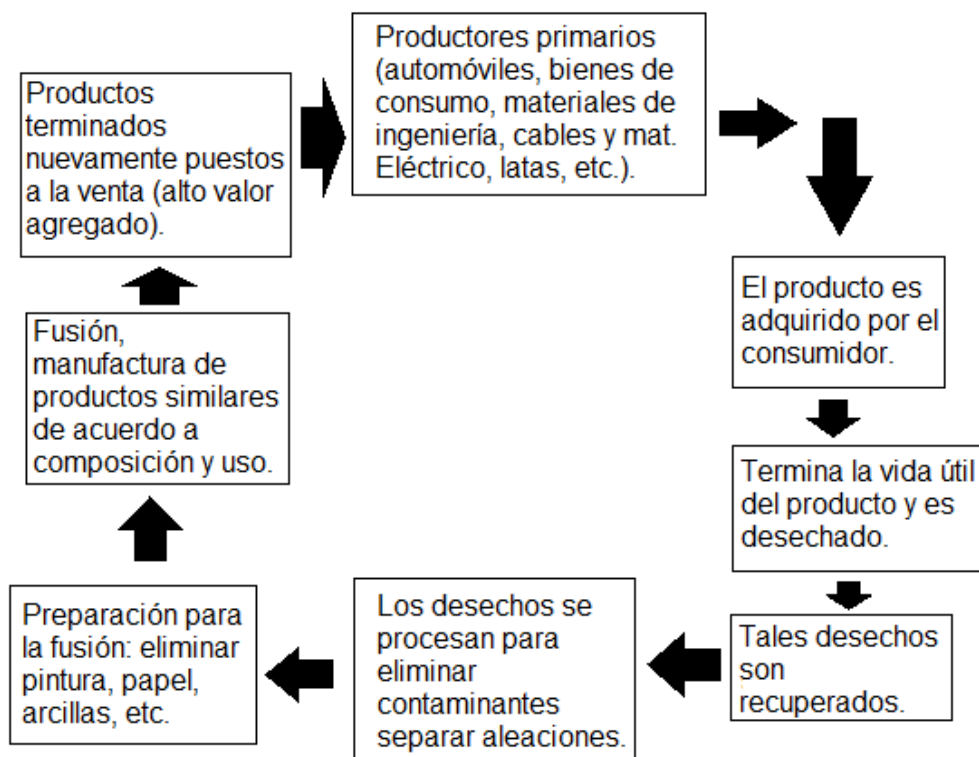 Productores primarios
(automóviles, bienes de
consumo, materiales de
ingeniería, cables y mat.
Eléctrico, latas, etc.).
El producto es
adquirido por el
consumidor.
Termina la vida útil
del producto y es
desechado.
Tales desechos
son
recuperados.
Los desechos se
procesan para
eliminar
contaminantes
separar aleaciones.
Preparación para
la fusión: eliminar
pintura, papel,
arcillas, etc.
Fusión,
manufactura de
productos similares
de acuerdo a
composición y uso.
Productos
terminados
nuevamente puestos
a la venta (alto valor
agregado).